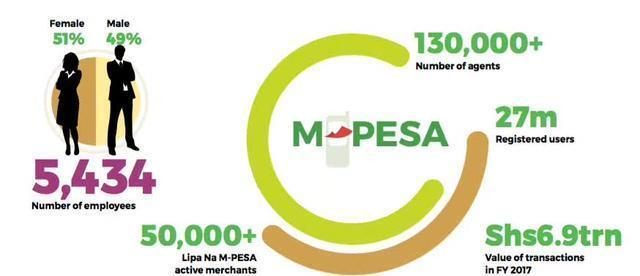 Female Male
51% 49%
5,434
Number of employees
130,000+
Number of agents
M-PESA
27m
Registered users
50,000+
Lipa Na M-PESA
active merchants
Shs6.9trn
Value of transactions
in FY 2017